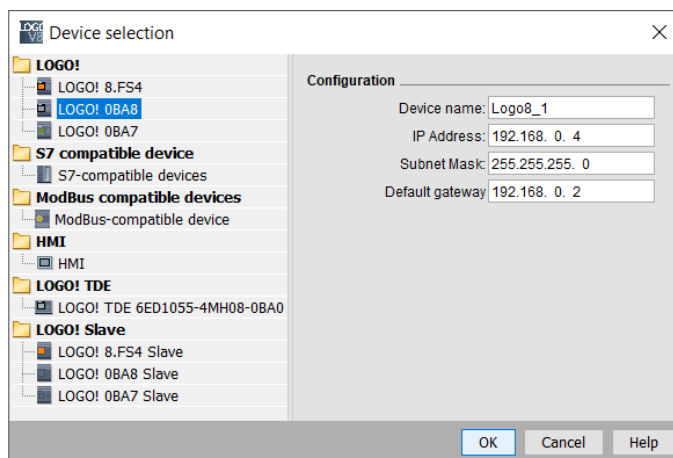 LOGO V8 Device selection
LOGO!
LOGO! 8.FS4
LOGO! 0BA8
LOGO! 0BA7
S7 compatible device
S7-compatible devices
ModBus compatible devices
ModBus-compatible device
HMI
HMI
LOGO! TDE
LOGO! TDE 6ED1055-4MH08-0BA0
LOGO! Slave
LOGO! 8.FS4 Slave
LOGO! 0BA8 Slave
LOGO! 0BA7 Slave
Configuration
Device name: Logo8_1
IP Address: 192.168. 0. 4
Subnet Mask: 255.255.255. 0
Default gateway 192.168. 0. 2
OK Cancel Help